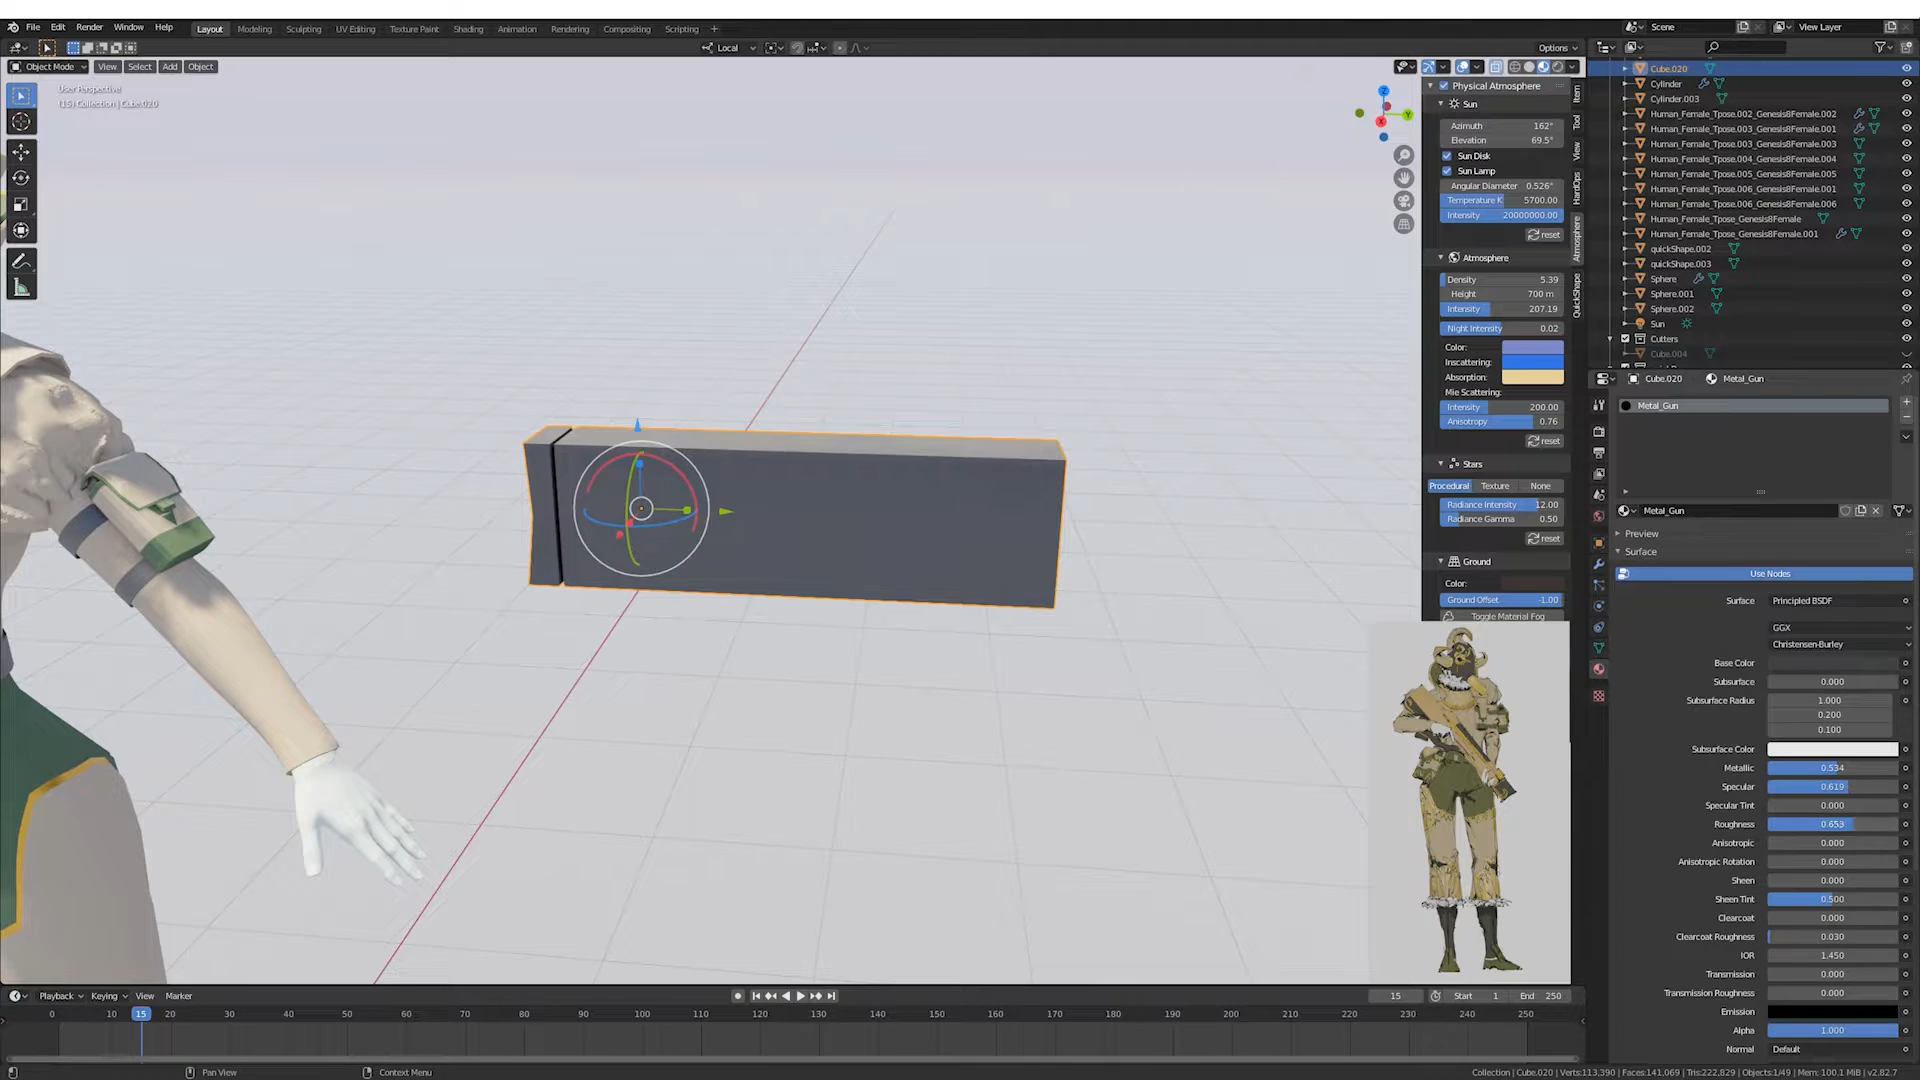 File Edit Render Window Help
Layout Modeling Sculpting UV Editing Texture Paint Shading Animation Rendering Compositing Scripting +
Scene
View Layer
Local
Options
Object Mode View Select Add Object
User Perspective
(15) Collection | Cube.020
Z
Y
X
Physical Atmosphere
Sun
Azimuth 162°
Elevation 69.5°
Sun Disk
Sun Lamp
Angular Diameter 0.526°
Temperature K 5700.00
Intensity 20000000.00
reset
Atmosphere
Density 5.39
Height 700 m
Intensity 207.19
Night Intensity 0.02
Color:
Inscattering:
Absorption:
Mie Scattering:
Intensity 200.00
Anisotropy 0.76
reset
Stars
Procedural Texture None
Radiance Intensity 12.00
Radiance Gamma 0.50
reset
Ground
Color:
Ground Offset -1.00
Toggle Material Fog
Item
Tool
View
HardOps
Atmosphere
QuickShape
Cube.020
Cylinder
Cylinder.003
Human_Female_Tpose.002_Genesis8Female.002
Human_Female_Tpose.003_Genesis8Female.001
Human_Female_Tpose.003_Genesis8Female.003
Human_Female_Tpose.004_Genesis8Female.004
Human_Female_Tpose.005_Genesis8Female.005
Human_Female_Tpose.006_Genesis8Female.001
Human_Female_Tpose.006_Genesis8Female.006
Human_Female_Tpose_Genesis8Female
Human_Female_Tpose_Genesis8Female.001
quickShape.002
quickShape.003
Sphere
Sphere.001
Sphere.002
Sun
Cutters
Cube.004
Cube.020 Metal_Gun
Metal_Gun
Metal_Gun
Preview
Surface
Use Nodes
Surface Principled BSDF
GGX
Christensen-Burley
Base Color
Subsurface 0.000
Subsurface Radius 1.000
0.200
0.100
Subsurface Color
Metallic 0.534
Specular 0.619
Specular Tint 0.000
Roughness 0.653
Anisotropic 0.000
Anisotropic Rotation 0.000
Sheen 0.000
Sheen Tint 0.500
Clearcoat 0.000
Clearcoat Roughness 0.030
IOR 1.450
Transmission 0.000
Transmission Roughness 0.000
Emission
Alpha 1.000
Normal Default
Playback Keying View Marker
15 Start 1 End 250
0 10 15 20 30 40 50 60 70 80 90 100 110 120 130 140 150 160 170 180 190 200 210 220 230 240 250
Pan View
Context Menu
Collection | Cube.020 | Verts:113,390 | Faces:141,069 | Tris:222,829 | Objects:1/49 | Mem: 100.1 MiB | v2.82.7